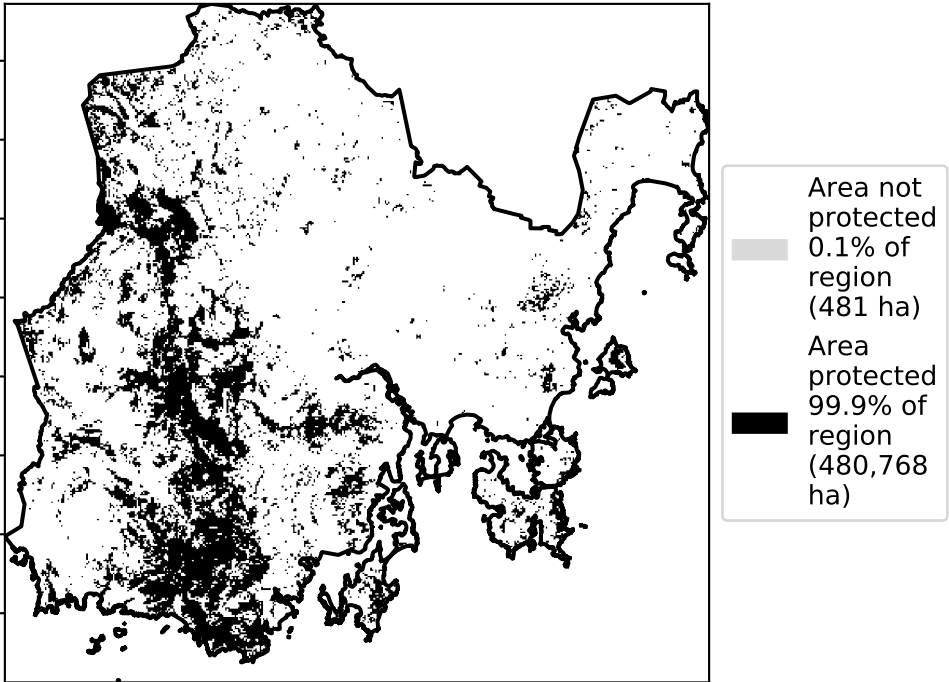 Area not
protected
0.1% of
region
(481 ha)
Area
protected
99.9% of
region
(480,768
ha)